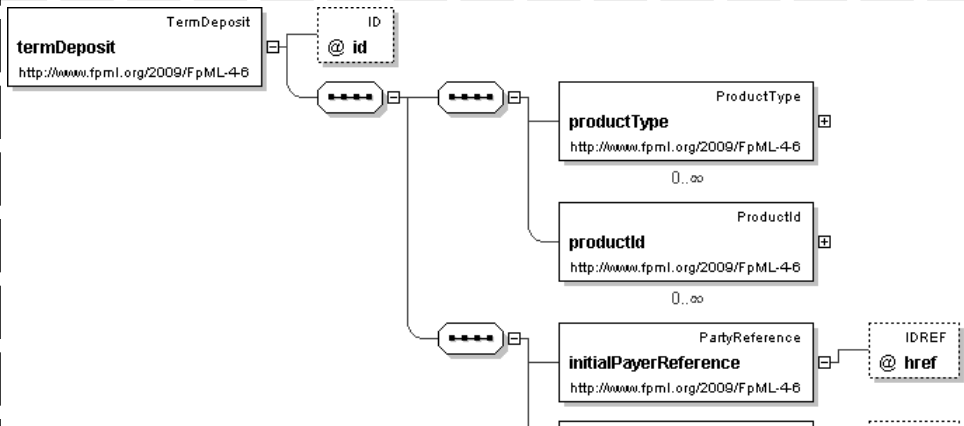 TermDeposit
termDeposit
http://www.fpml.org/2009/FpML-4-6
ID
@ id
ProductType
productType
http://www.fpml.org/2009/FpML-4-6
0..∞
ProductId
productId
http://www.fpml.org/2009/FpML-4-6
0..∞
PartyReference
initialPayerReference
http://www.fpml.org/2009/FpML-4-6
IDREF
@ href